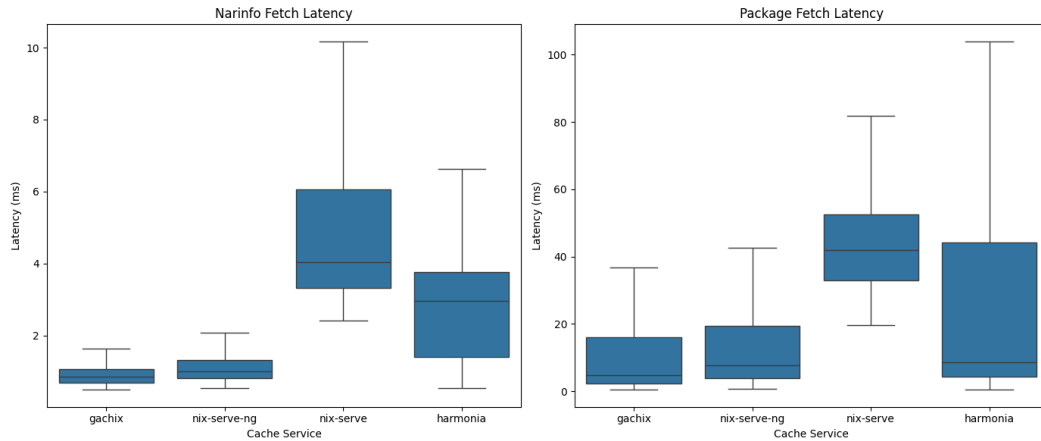 Narinfo Fetch Latency
Latency (ms)
10
8
6
4
2
gachix nix-serve-ng nix-serve harmonia
Cache Service
Package Fetch Latency
Latency (ms)
100
80
60
40
20
0
gachix nix-serve-ng nix-serve harmonia
Cache Service